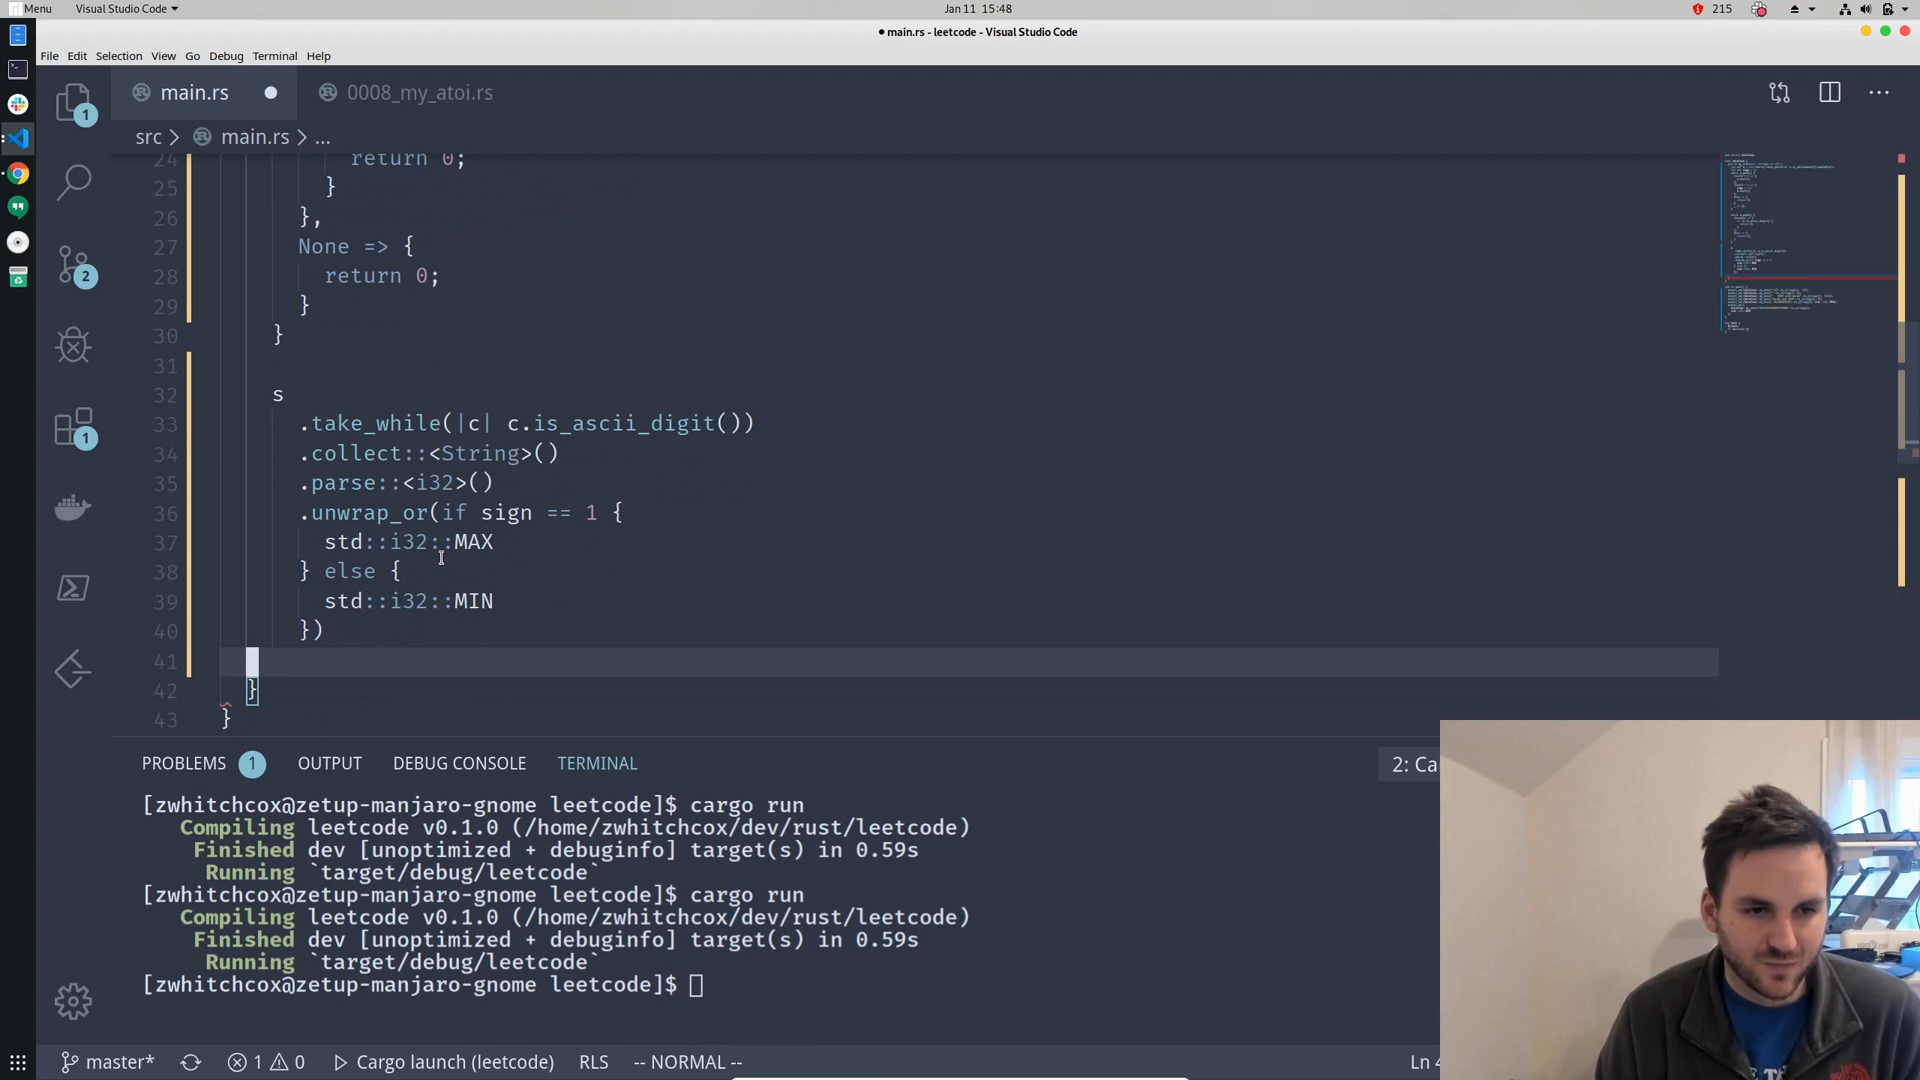 Menu Visual Studio Code Jan 11 15:48 215
• main.rs - leetcode - Visual Studio Code
File Edit Selection View Go Debug Terminal Help
main.rs 0008_my_atoi.rs
src > main.rs > ...
24 return 0;
25 }
26 },
27 None => {
28 return 0;
29 }
30 }
31
32 s
33 .take_while(|c| c.is_ascii_digit())
34 .collect::<String>()
35 .parse::<i32>()
36 .unwrap_or(if sign == 1 {
37 std::i32::MAX
38 } else {
39 std::i32::MIN
40 })
41
42 }
43 }
1
2
1
PROBLEMS 1 OUTPUT DEBUG CONSOLE TERMINAL 2: Ca
[zwhitchcox@zetup-manjaro-gnome leetcode]$ cargo run
Compiling leetcode v0.1.0 (/home/zwhitchcox/dev/rust/leetcode)
Finished dev [unoptimized + debuginfo] target(s) in 0.59s
Running `target/debug/leetcode`
[zwhitchcox@zetup-manjaro-gnome leetcode]$ cargo run
Compiling leetcode v0.1.0 (/home/zwhitchcox/dev/rust/leetcode)
Finished dev [unoptimized + debuginfo] target(s) in 0.59s
Running `target/debug/leetcode`
[zwhitchcox@zetup-manjaro-gnome leetcode]$
master* 1 0 Cargo launch (leetcode) RLS -- NORMAL -- Ln 4